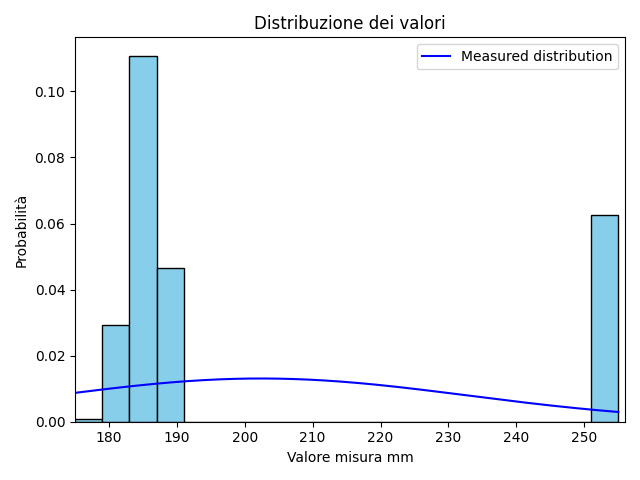 Distribuzione dei valori
Measured distribution
Probabilità
0.10
0.08
0.06
0.04
0.02
0.00
180 190 200 210 220 230 240 250
Valore misura mm